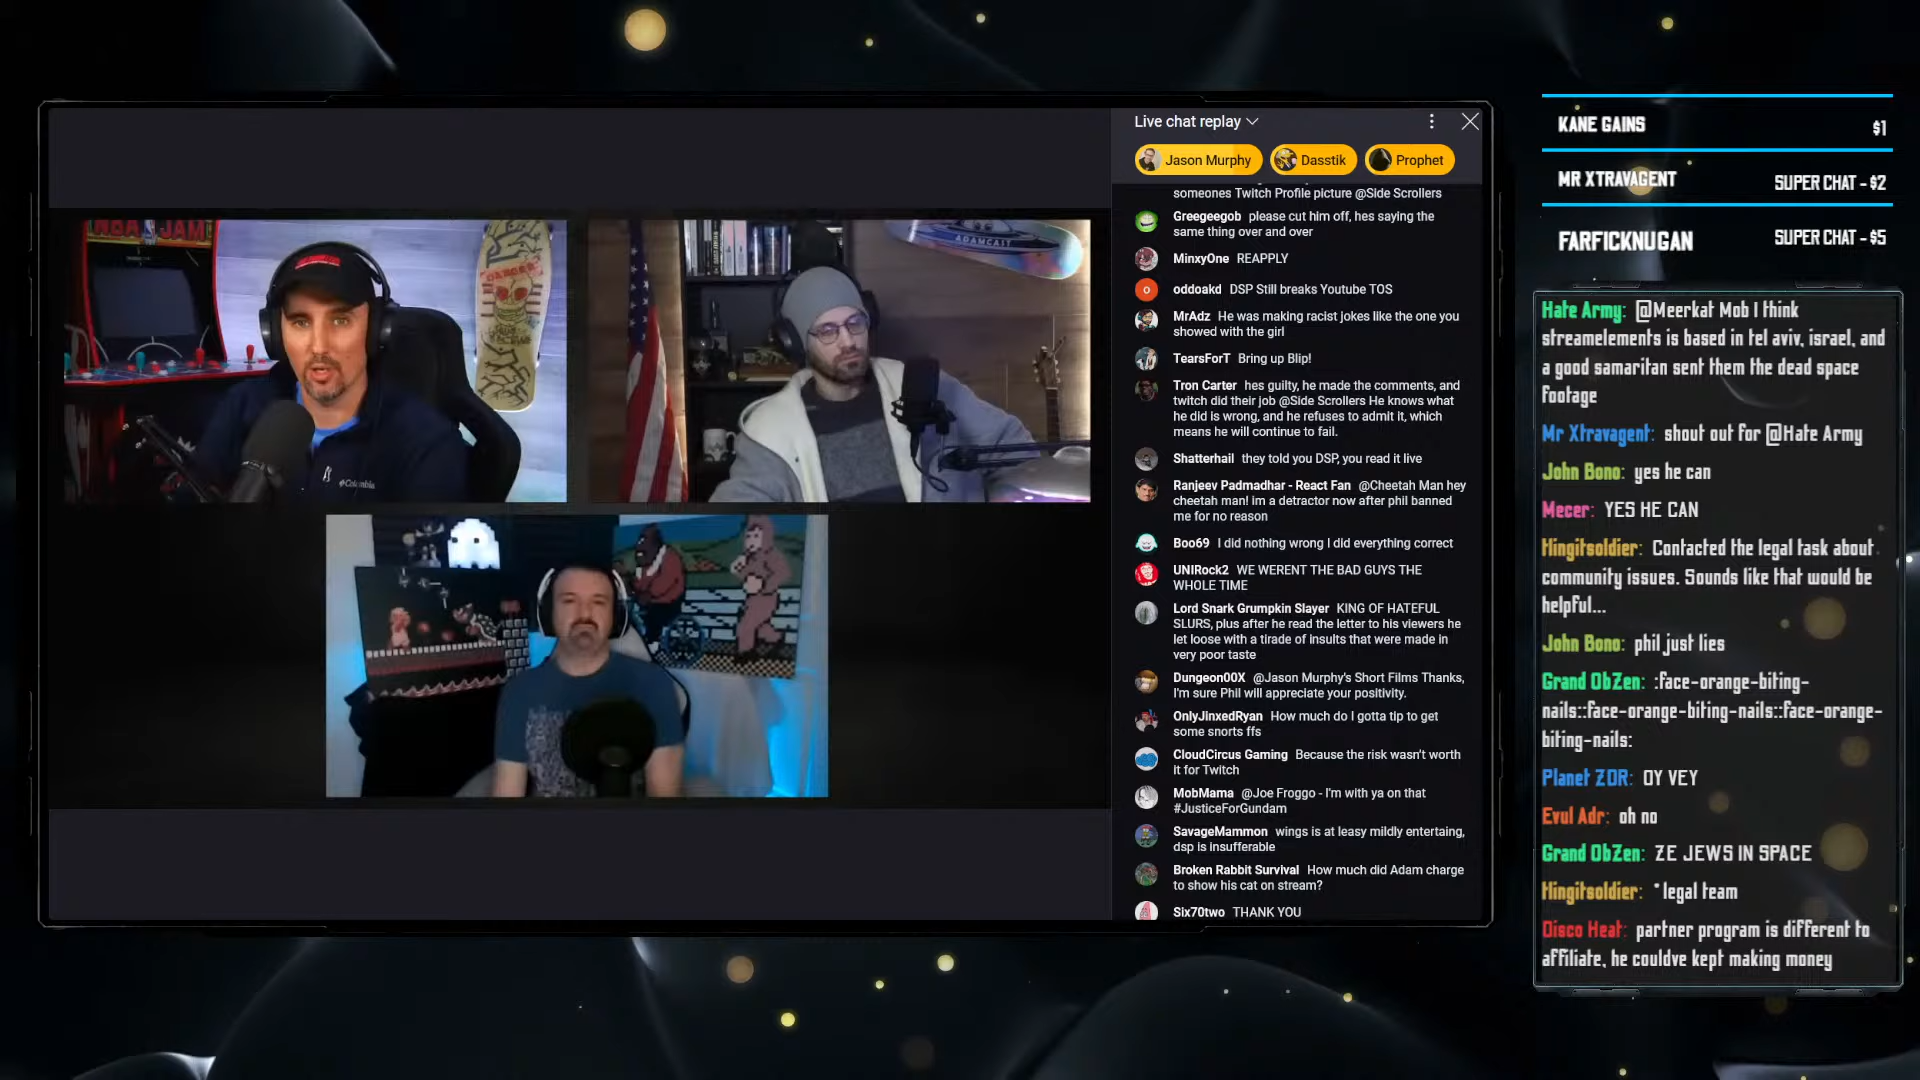 NBA JAM
DANGER
Columbia
ADAMCAST
Live chat replay
Jason Murphy
Dasstik
Prophet
someones Twitch Profile picture @Side Scrollers
Greegeegob please cut him off, hes saying the
same thing over and over
MinxyOne REAPPLY
o
oddoakd DSP Still breaks Youtube TOS
MrAdz He was making racist jokes like the one you
showed with the girl
TearsForT Bring up Blip!
Tron Carter hes guilty, he made the comments, and
twitch did their job @Side Scrollers He knows what
he did is wrong, and he refuses to admit it, which
means he will continue to fail.
Shatterhail they told you DSP, you read it live
Ranjeev Padmadhar - React Fan @Cheetah Man hey
cheetah man! im a detractor now after phil banned
me for no reason
Boo69 I did nothing wrong I did everything correct
UNIRock2 WE WERENT THE BAD GUYS THE
WHOLE TIME
Lord Snark Grumpkin Slayer KING OF HATEFUL
SLURS, plus after he read the letter to his viewers he
let loose with a tirade of insults that were made in
very poor taste
Dungeon00X @Jason Murphy's Short Films Thanks,
I'm sure Phil will appreciate your positivity.
OnlyJinxedRyan How much do I gotta tip to get
some snorts ffs
CloudCircus Gaming Because the risk wasn't worth
it for Twitch
MobMama @Joe Froggo - I'm with ya on that
#JusticeForGundam
SavageMammon wings is at leasy mildly entertaing,
dsp is insufferable
Broken Rabbit Survival How much did Adam charge
to show his cat on stream?
Six70two THANK YOU
KANE GAINS $1
MR XTRAVAGENT SUPER CHAT - $2
FARFICKNUGAN SUPER CHAT - $5
Hate Army: @Meerkat Mob I think
streamelements is based in tel aviv, israel, and
a good samaritan sent them the dead space
footage
Mr Xtravagent: shout out for @Hate Army
John Bono: yes he can
Mecer: YES HE CAN
Hingitsoldier: Contacted the legal task about
community issues. Sounds like that would be
helpful...
John Bono: phil just lies
Grand ObZen: :face-orange-biting-
nails::face-orange-biting-nails::face-orange-
biting-nails:
Planet ZOR: OY VEY
Evul Adr: oh no
Grand ObZen: ZE JEWS IN SPACE
Hingitsoldier: *legal team
Disco Heat: partner program is different to
affiliate, he couldve kept making money